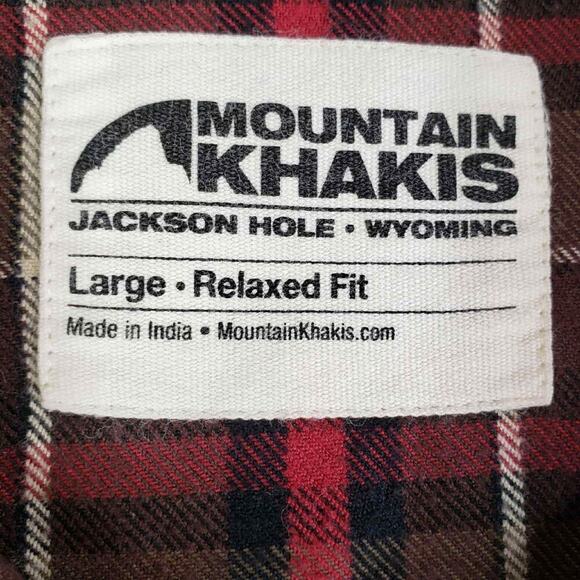 MOUNTAIN
KHAKIS
JACKSON HOLE • WYOMING
Large • Relaxed Fit
Made in India • MountainKhakis.com